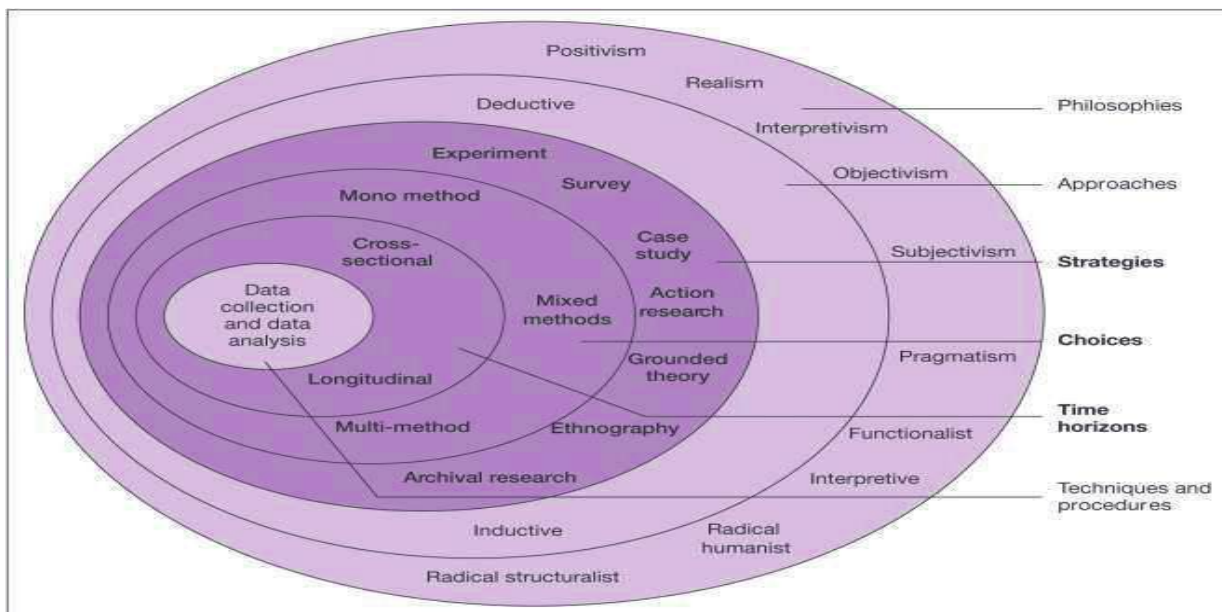 Positivism
Realism
Philosophies
Deductive
Interpretivism
Experiment
Objectivism
Approaches
Survey
Mono method
Cross-
sectional
Case
study
Subjectivism
Strategies
Data
collection
and data
analysis
Mixed
methods
Action
research
Choices
Grounded
theory
Pragmatism
Longitudinal
Time
horizons
Multi-method
Ethnography
Functionalist
Archival research
Interpretive
Techniques and
procedures
Inductive
Radical
humanist
Radical structuralist